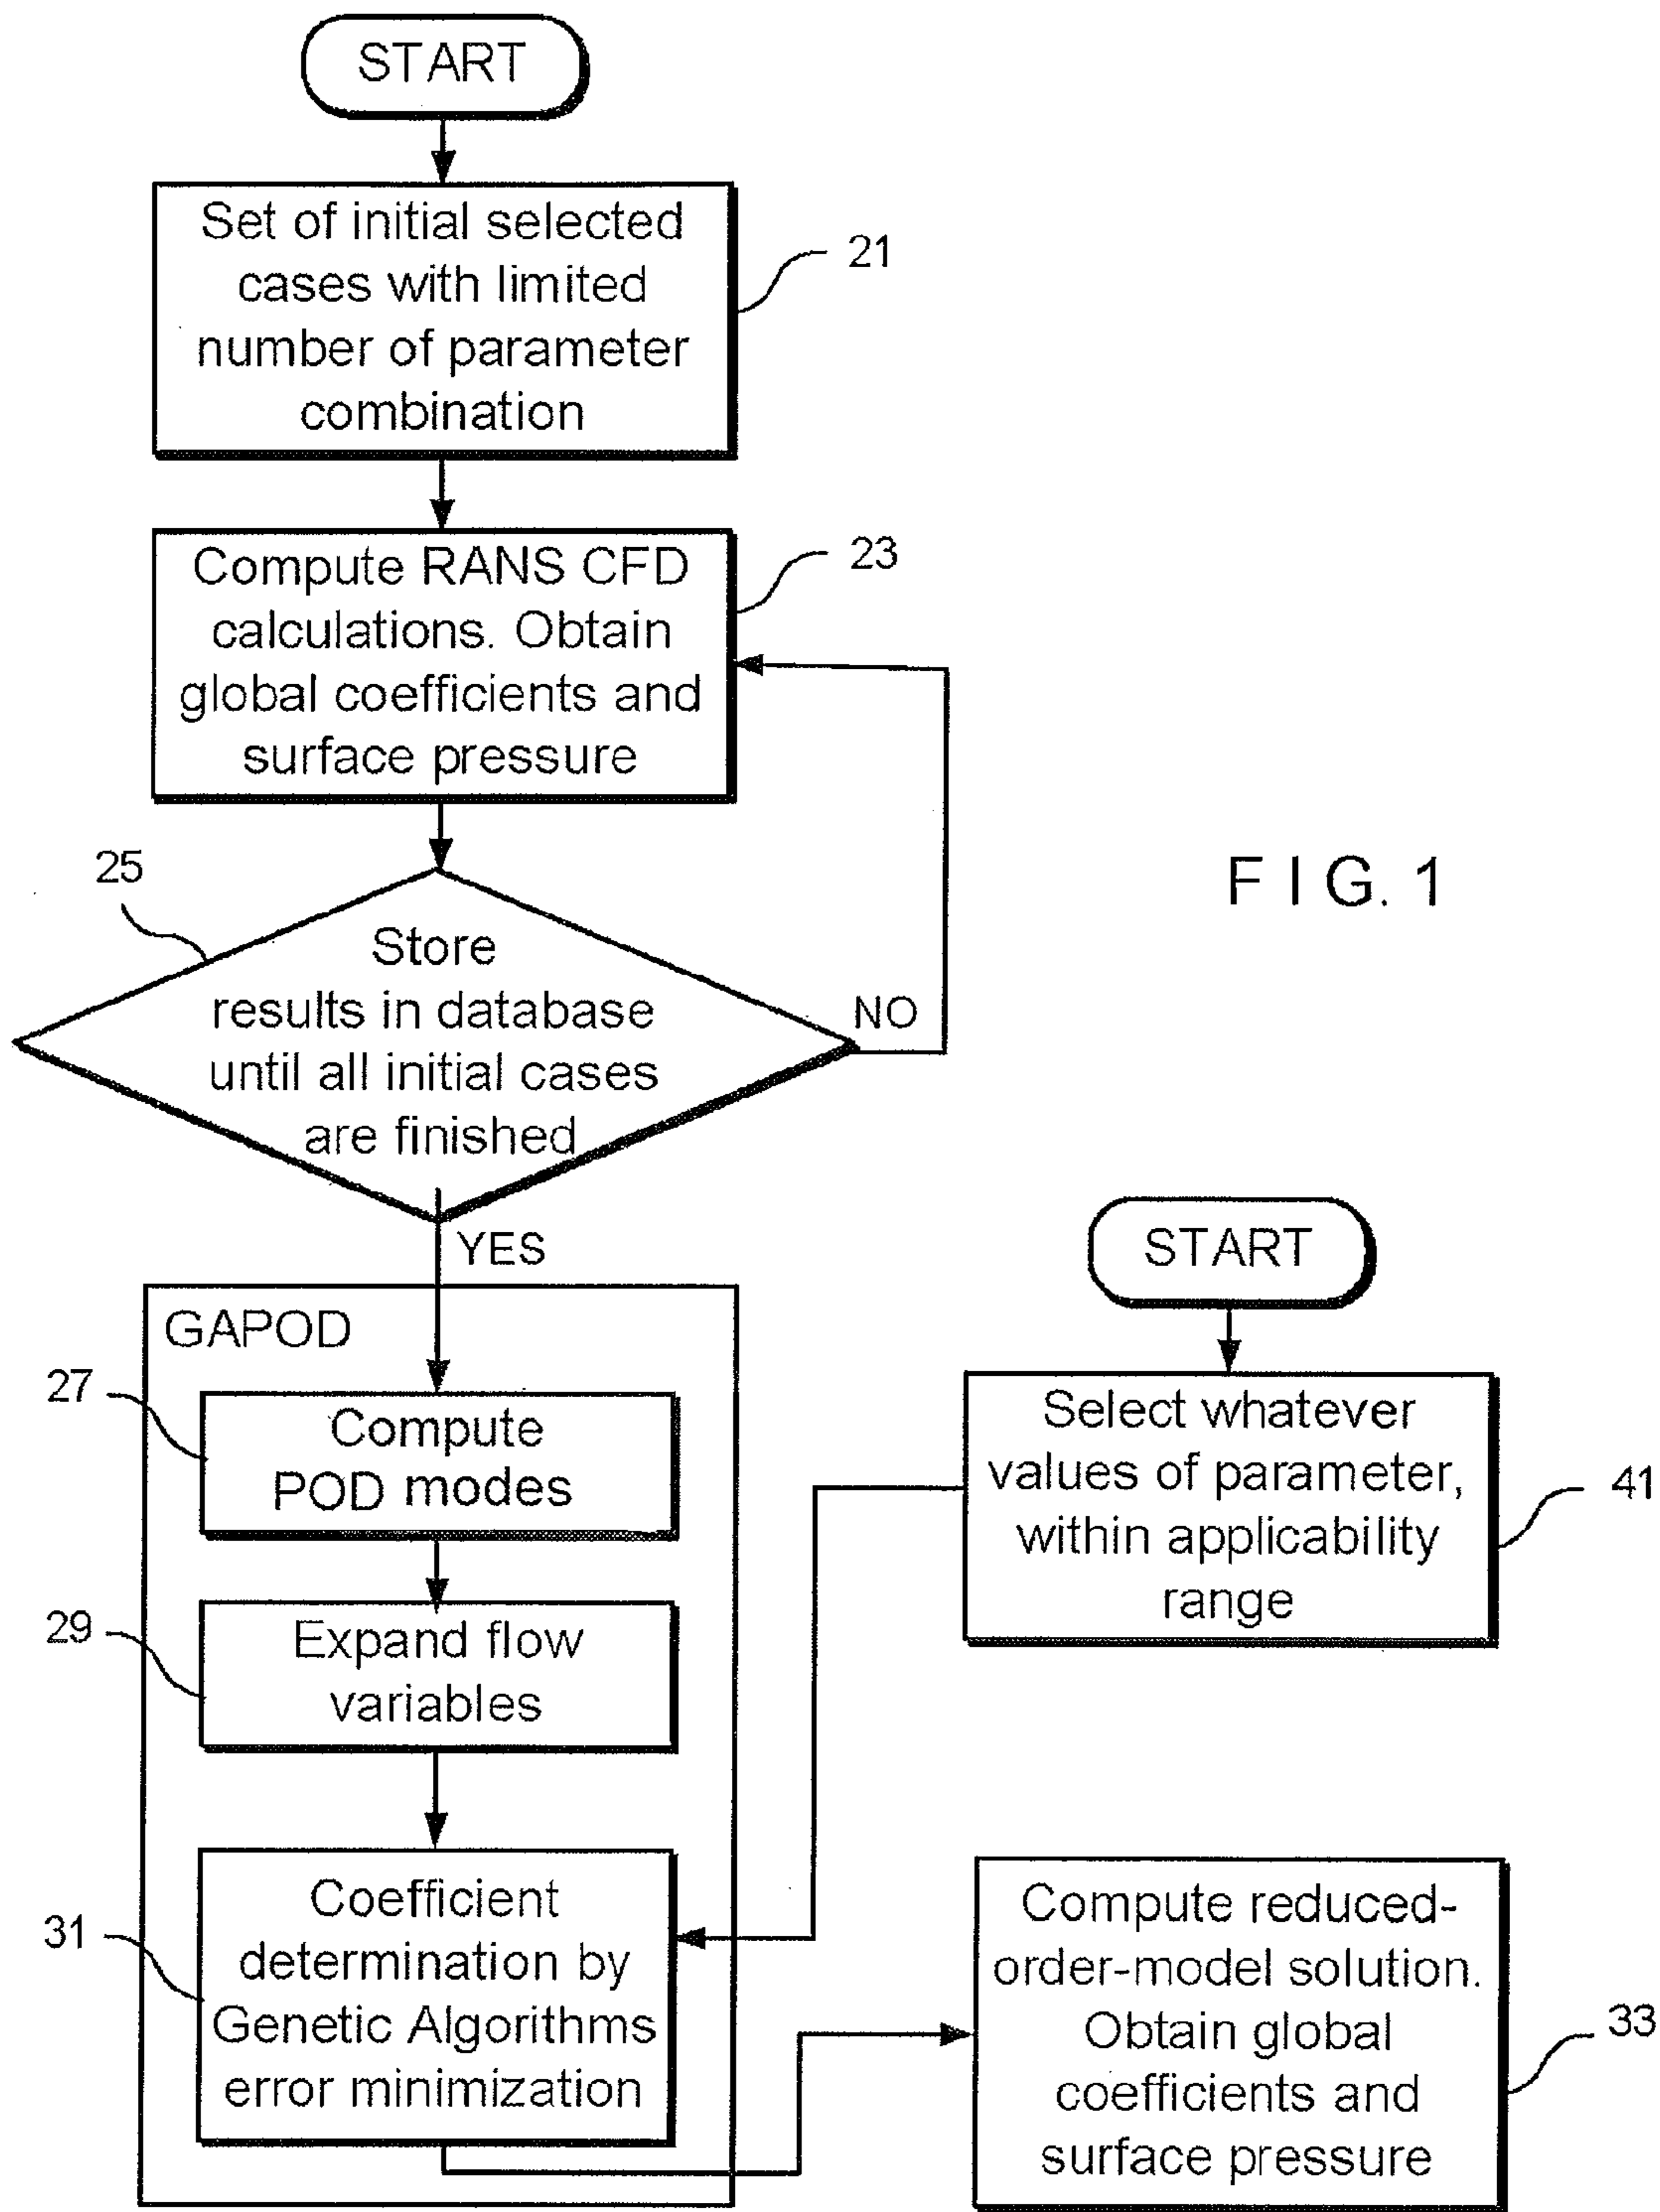 START
Set of initial selected
cases with limited
number of parameter
combination
21
Compute RANS CFD
calculations. Obtain
global coefficients and
surface pressure
23
25
Store
results in database
until all initial cases
are finished
NO
YES
F I G. 1
GAPOD
27
Compute
POD modes
29
Expand flow
variables
31
Coefficient
determination by
Genetic Algorithms
error minimization
START
Select whatever
values of parameter,
within applicability
range
41
Compute reduced-
order-model solution.
Obtain global
coefficients and
surface pressure
33